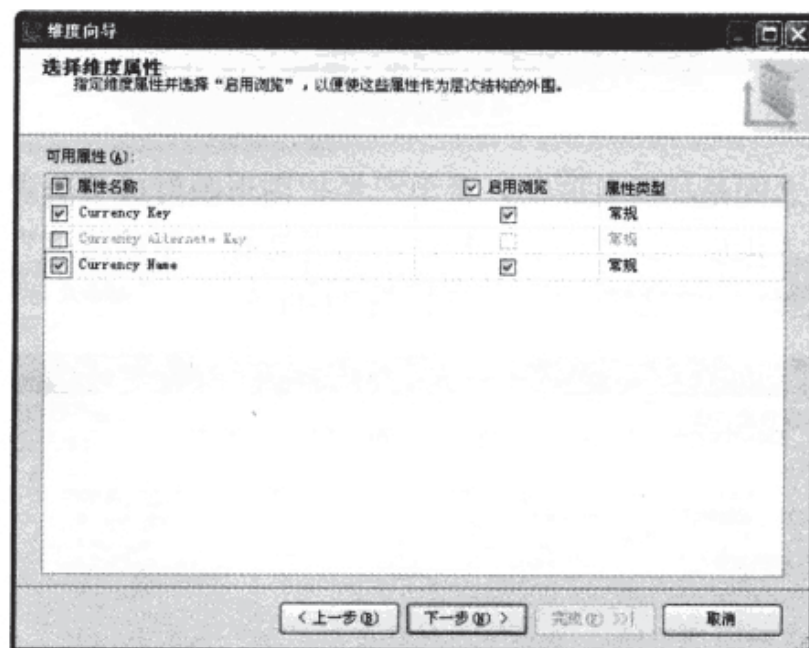 维度向导
选择维度属性
指定维度属性并选择“启用浏览”，以便使这些属性作为层次结构的外围。
可用属性(A):
属性名称 启用浏览 属性类型
Currency Key 常规
Currency Alternate Key 常规
Currency Name 常规
< 上一步(B) 下一步(N) > 完成(F) >>| 取消